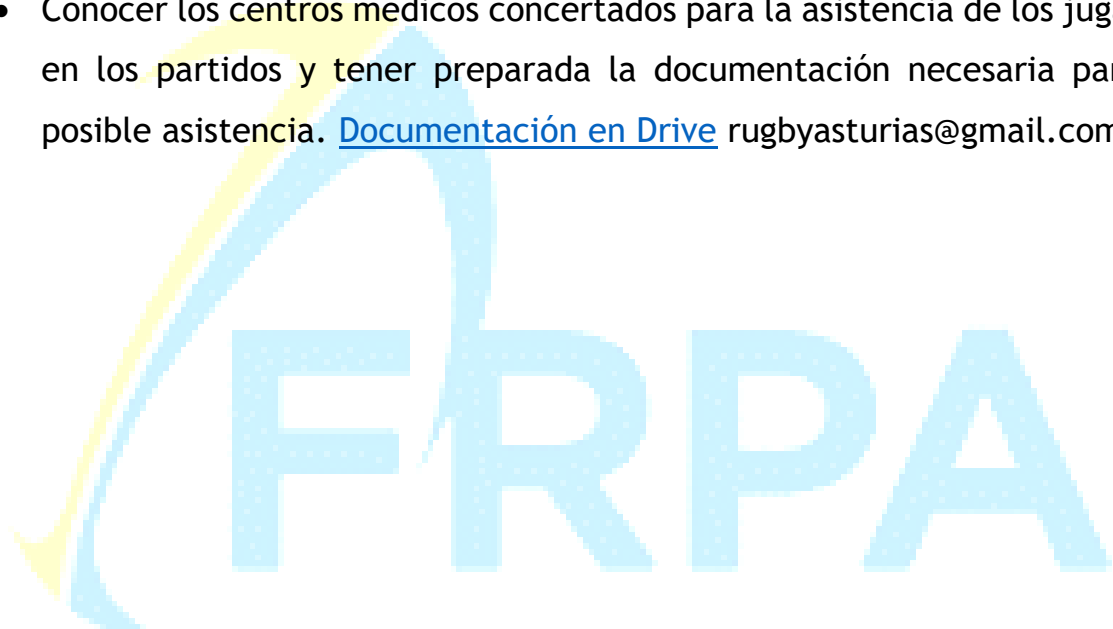 • Conocer los centros médicos concertados para la asistencia de los jug
en los partidos y tener preparada la documentación necesaria par
posible asistencia. Documentación en Drive rugbyasturias@gmail.com
FRPA